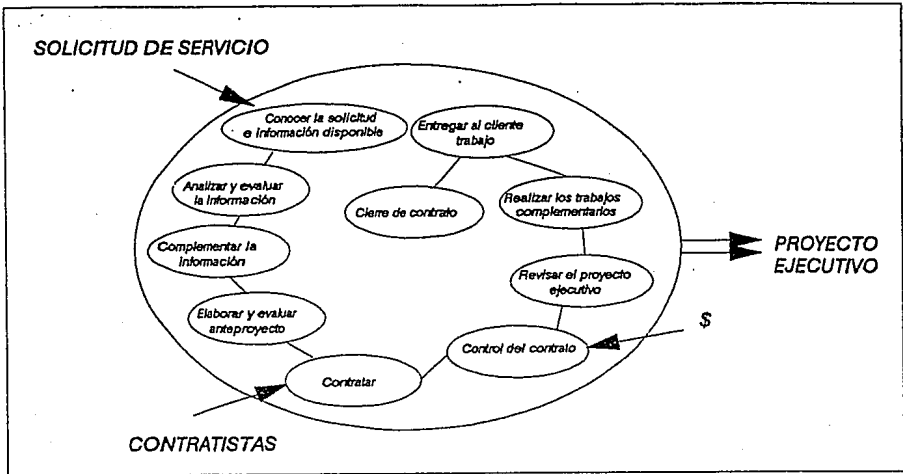 SOLICITUD DE SERVICIO
Conocer la solicitud
e información disponible
Entregar al cliente
trabajo
Analizar y evaluar
la información
Cierre de contrato
Realizar los trabajos
complementarios
Complementar la
información
PROYECTO
EJECUTIVO
Revisar el proyecto
ejecutivo
Elaborar y evaluar
anteproyecto
$
Control del contrato
Contratar
CONTRATISTAS